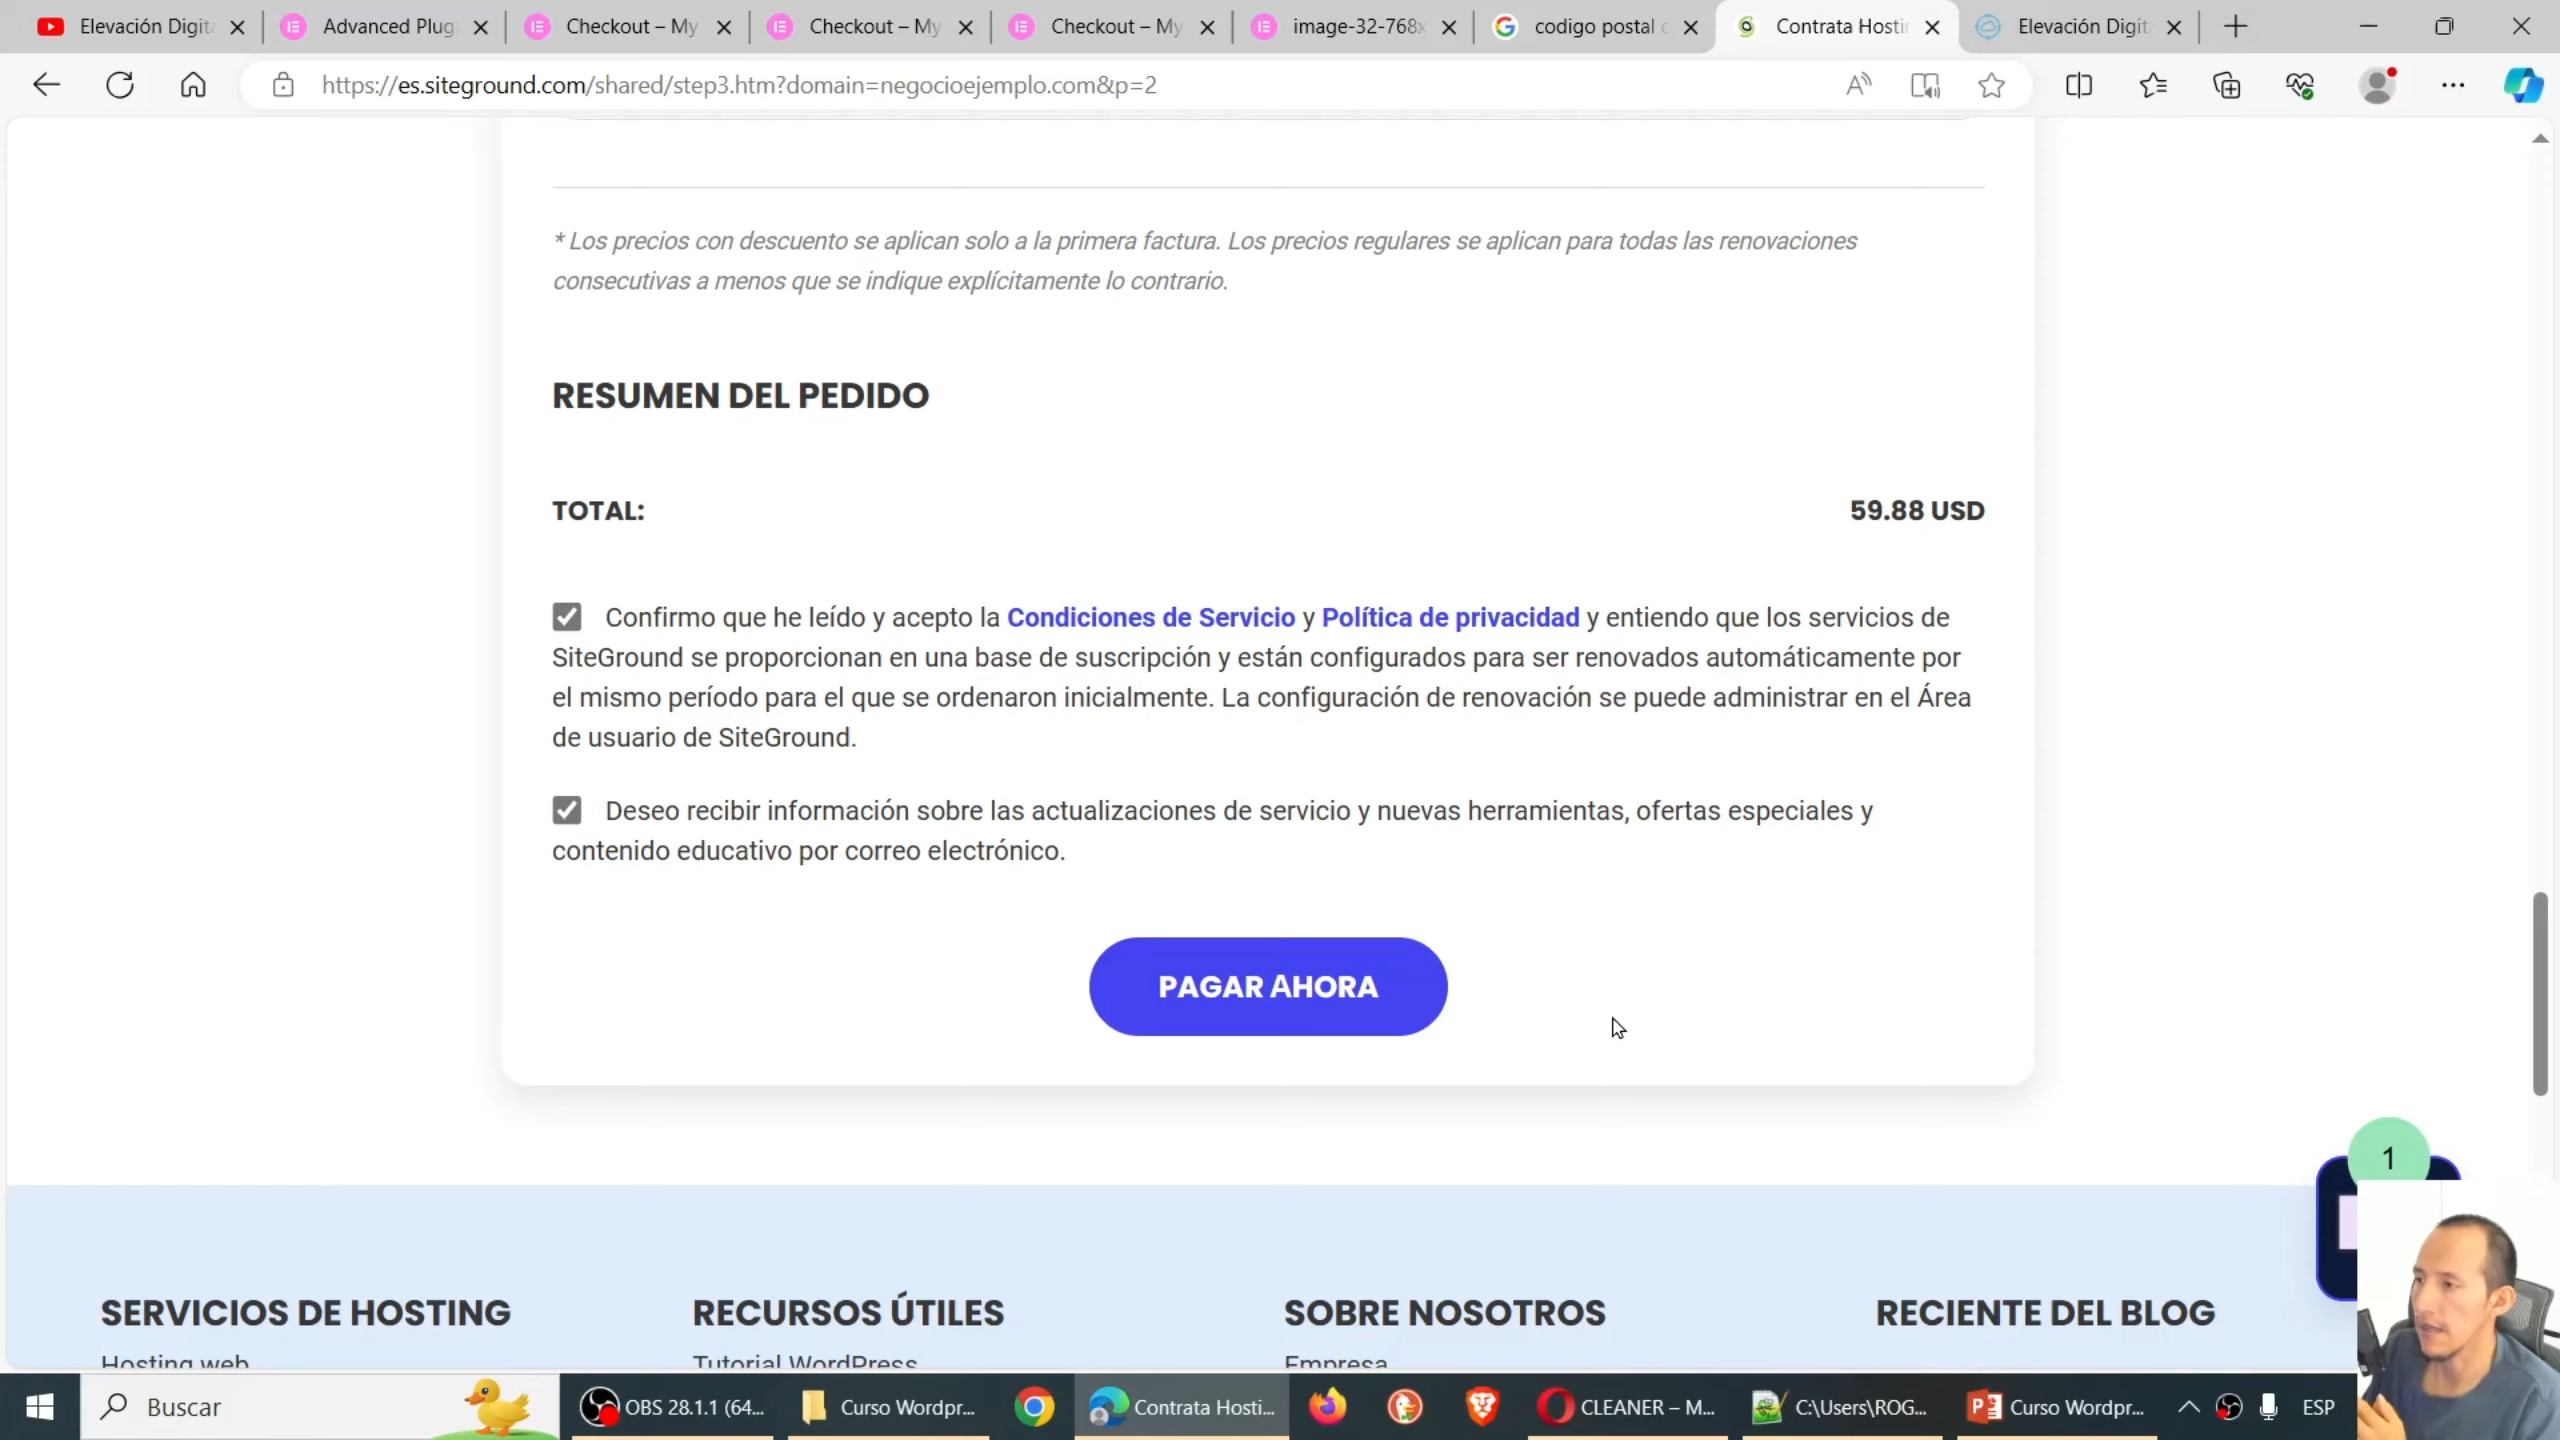 Elevación Digit
Advanced Plug
Checkout – My
Checkout – My
Checkout – My
image-32-768x
codigo postal c
Contrata Hosti
Elevación Digit
https://es.siteground.com/shared/step3.htm?domain=negocioejemplo.com&p=2
* Los precios con descuento se aplican solo a la primera factura. Los precios regulares se aplican para todas las renovaciones
consecutivas a menos que se indique explícitamente lo contrario.
RESUMEN DEL PEDIDO
TOTAL: 59.88 USD
Confirmo que he leído y acepto la Condiciones de Servicio y Política de privacidad y entiendo que los servicios de
SiteGround se proporcionan en una base de suscripción y están configurados para ser renovados automáticamente por
el mismo período para el que se ordenaron inicialmente. La configuración de renovación se puede administrar en el Área
de usuario de SiteGround.
Deseo recibir información sobre las actualizaciones de servicio y nuevas herramientas, ofertas especiales y
contenido educativo por correo electrónico.
PAGAR AHORA
1
SERVICIOS DE HOSTING
RECURSOS ÚTILES
SOBRE NOSOTROS
RECIENTE DEL BLOG
Hosting web
Tutorial WordPress
Empresa
Buscar
OBS 28.1.1 (64...
Curso Wordpr...
Contrata Hosti...
CLEANER – M...
C:\Users\ROG...
Curso Wordpr...
ESP